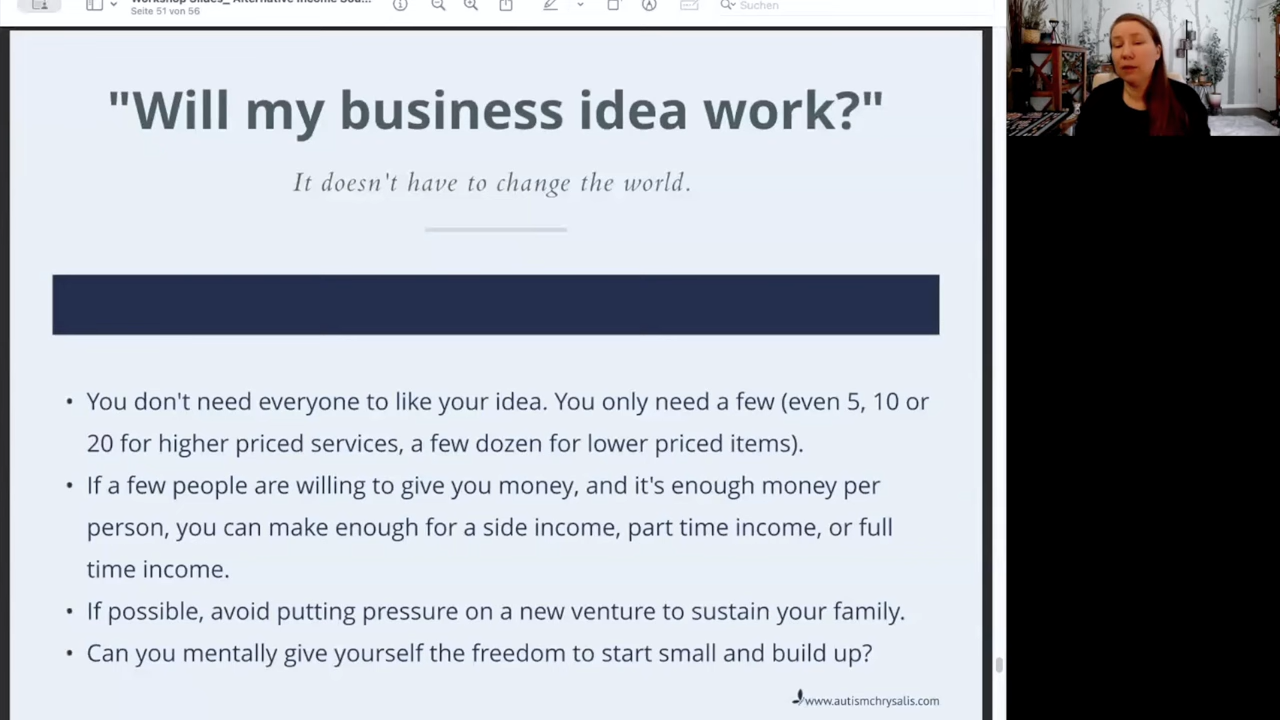 Workshop Slides_ Alternative Income Sou...
Seite 51 von 56
Suchen
"Will my business idea work?"
It doesn't have to change the world.
• You don't need everyone to like your idea. You only need a few (even 5, 10 or
20 for higher priced services, a few dozen for lower priced items).
• If a few people are willing to give you money, and it's enough money per
person, you can make enough for a side income, part time income, or full
time income.
• If possible, avoid putting pressure on a new venture to sustain your family.
• Can you mentally give yourself the freedom to start small and build up?
www.autismchrysalis.com